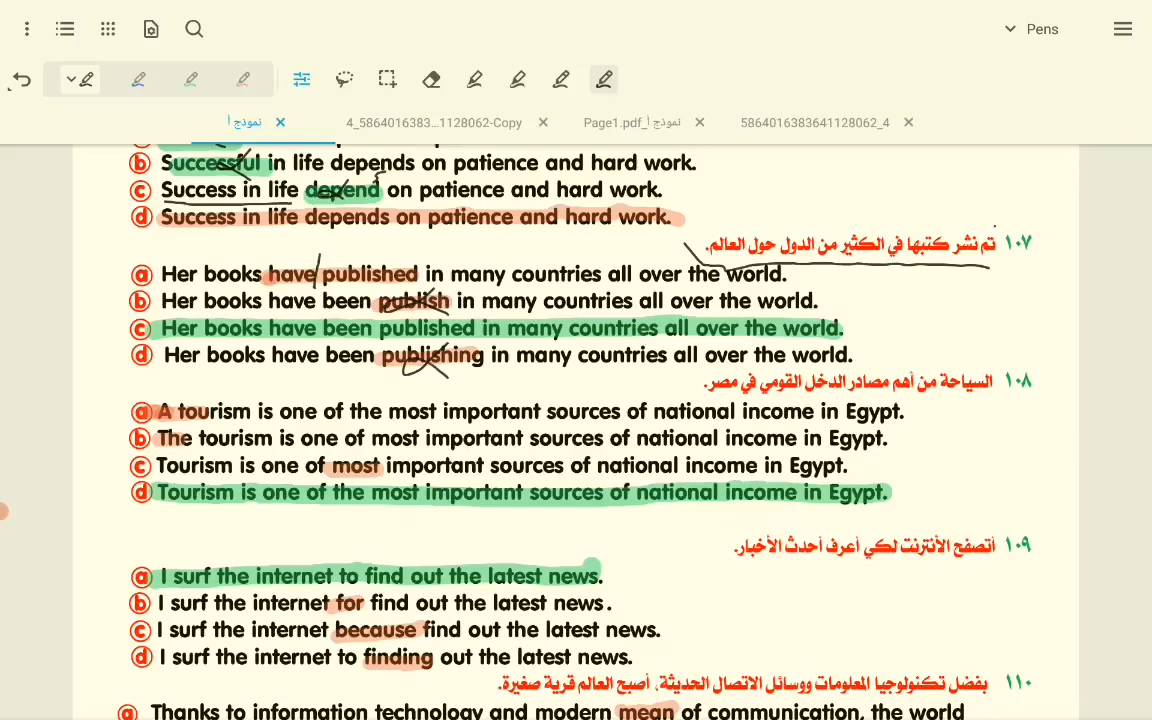 Pens
نموذج أ
4_5864016383...1128062-Copy
Page1.pdf_نموذج أ
5864016383641128062_4
b Successful in life depends on patience and hard work.
c Success in life depend on patience and hard work.
d Success in life depends on patience and hard work.
١٠٧ تم نشر كتبها في الكثير من الدول حول العالم.
a Her books have published in many countries all over the world.
b Her books have been publish in many countries all over the world.
c Her books have been published in many countries all over the world.
d Her books have been publishing in many countries all over the world.
١٠٨ السياحة من أهم مصادر الدخل القومي في مصر.
a A tourism is one of the most important sources of national income in Egypt.
b The tourism is one of most important sources of national income in Egypt.
c Tourism is one of most important sources of national income in Egypt.
d Tourism is one of the most important sources of national income in Egypt.
١٠٩ أتصفح الأنترنت لكي أعرف أحدث الأخبار.
a I surf the internet to find out the latest news.
b I surf the internet for find out the latest news.
c I surf the internet because find out the latest news.
d I surf the internet to finding out the latest news.
١١٠ بفضل تكنولوجيا المعلومات ووسائل الاتصال الحديثة، أصبح العالم قرية صغيرة.
a Thanks to information technology and modern mean of communication, the world